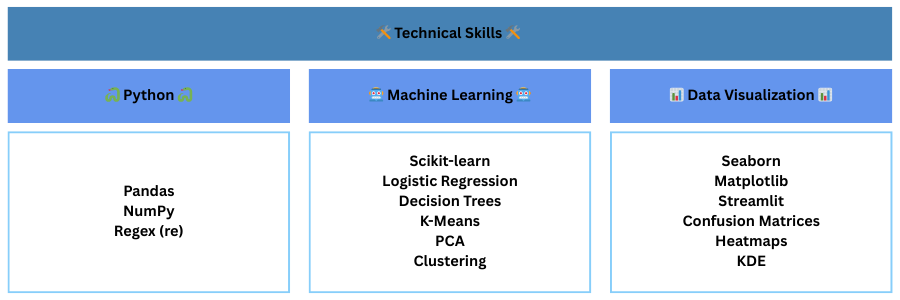 🛠️ Technical Skills 🛠️
🐍 Python 🐍
Pandas
NumPy
Regex (re)
🤖 Machine Learning 🤖
Scikit-learn
Logistic Regression
Decision Trees
K-Means
PCA
Clustering
📊 Data Visualization 📊
Seaborn
Matplotlib
Streamlit
Confusion Matrices
Heatmaps
KDE